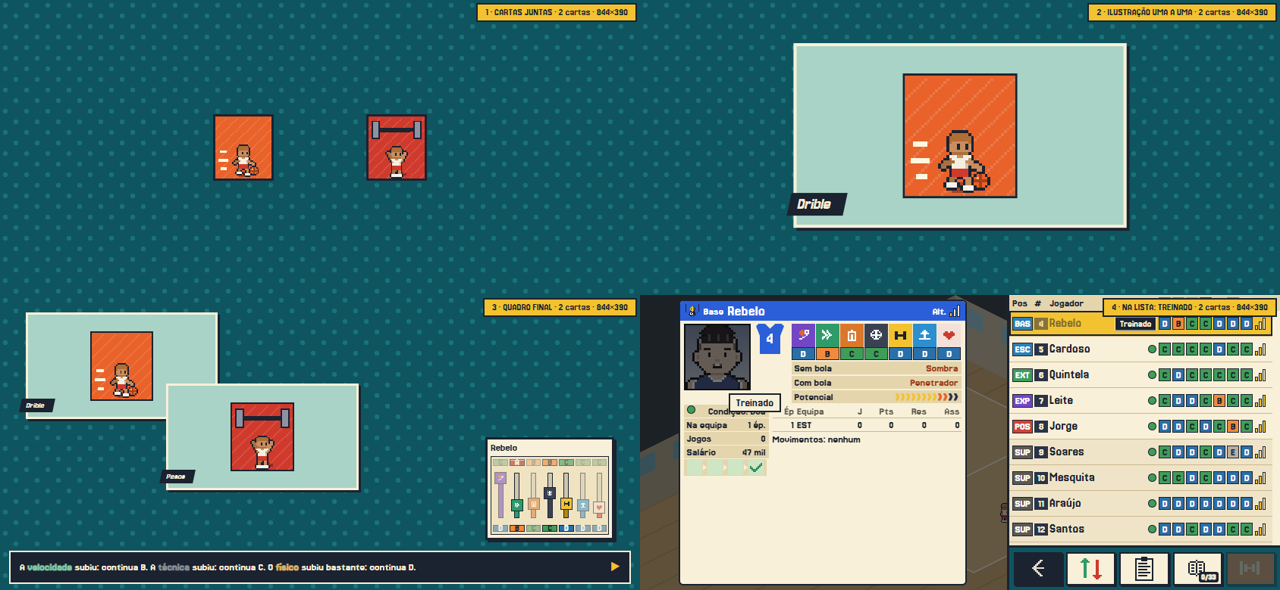 1 · CARTAS JUNTAS · 2 cartas · 844×390
2 · ILUSTRAÇÃO UMA A UMA · 2 cartas · 844×390
Drible
3 · QUADRO FINAL · 2 cartas · 844×390
Drible
Pesos
Rebelo
A velocidade subiu: continua B. A técnica subiu: continua C. O físico subiu bastante: continua D.
4 · NA LISTA: TREINADO · 2 cartas · 844×390
Base Rebelo Alt.
4
D B C C D D D
Sem bola Sombra
Com bola Penetrador
Potencial
Treinado
Ép Equipa J Pts Res Ass
Na equipa 1 ép.
1 EST 0 0 0 0
Jogos 0
Movimentos: nenhum
Salário 47 mil
Pos # Jogador
BAS 4 Rebelo Treinado D B C C D D D
ESC 5 Cardoso C C C C D C C
EXT 6 Quintela C D C C C C C
EXP 7 Leite D D C C B C C
POS 8 Jorge D D D C C B C
SUP 9 Soares C D D C D E D
SUP 10 Mesquita D D C D D D D
SUP 11 Araújo D D D D D D D
SUP 12 Santos D D C D D C C
0/33